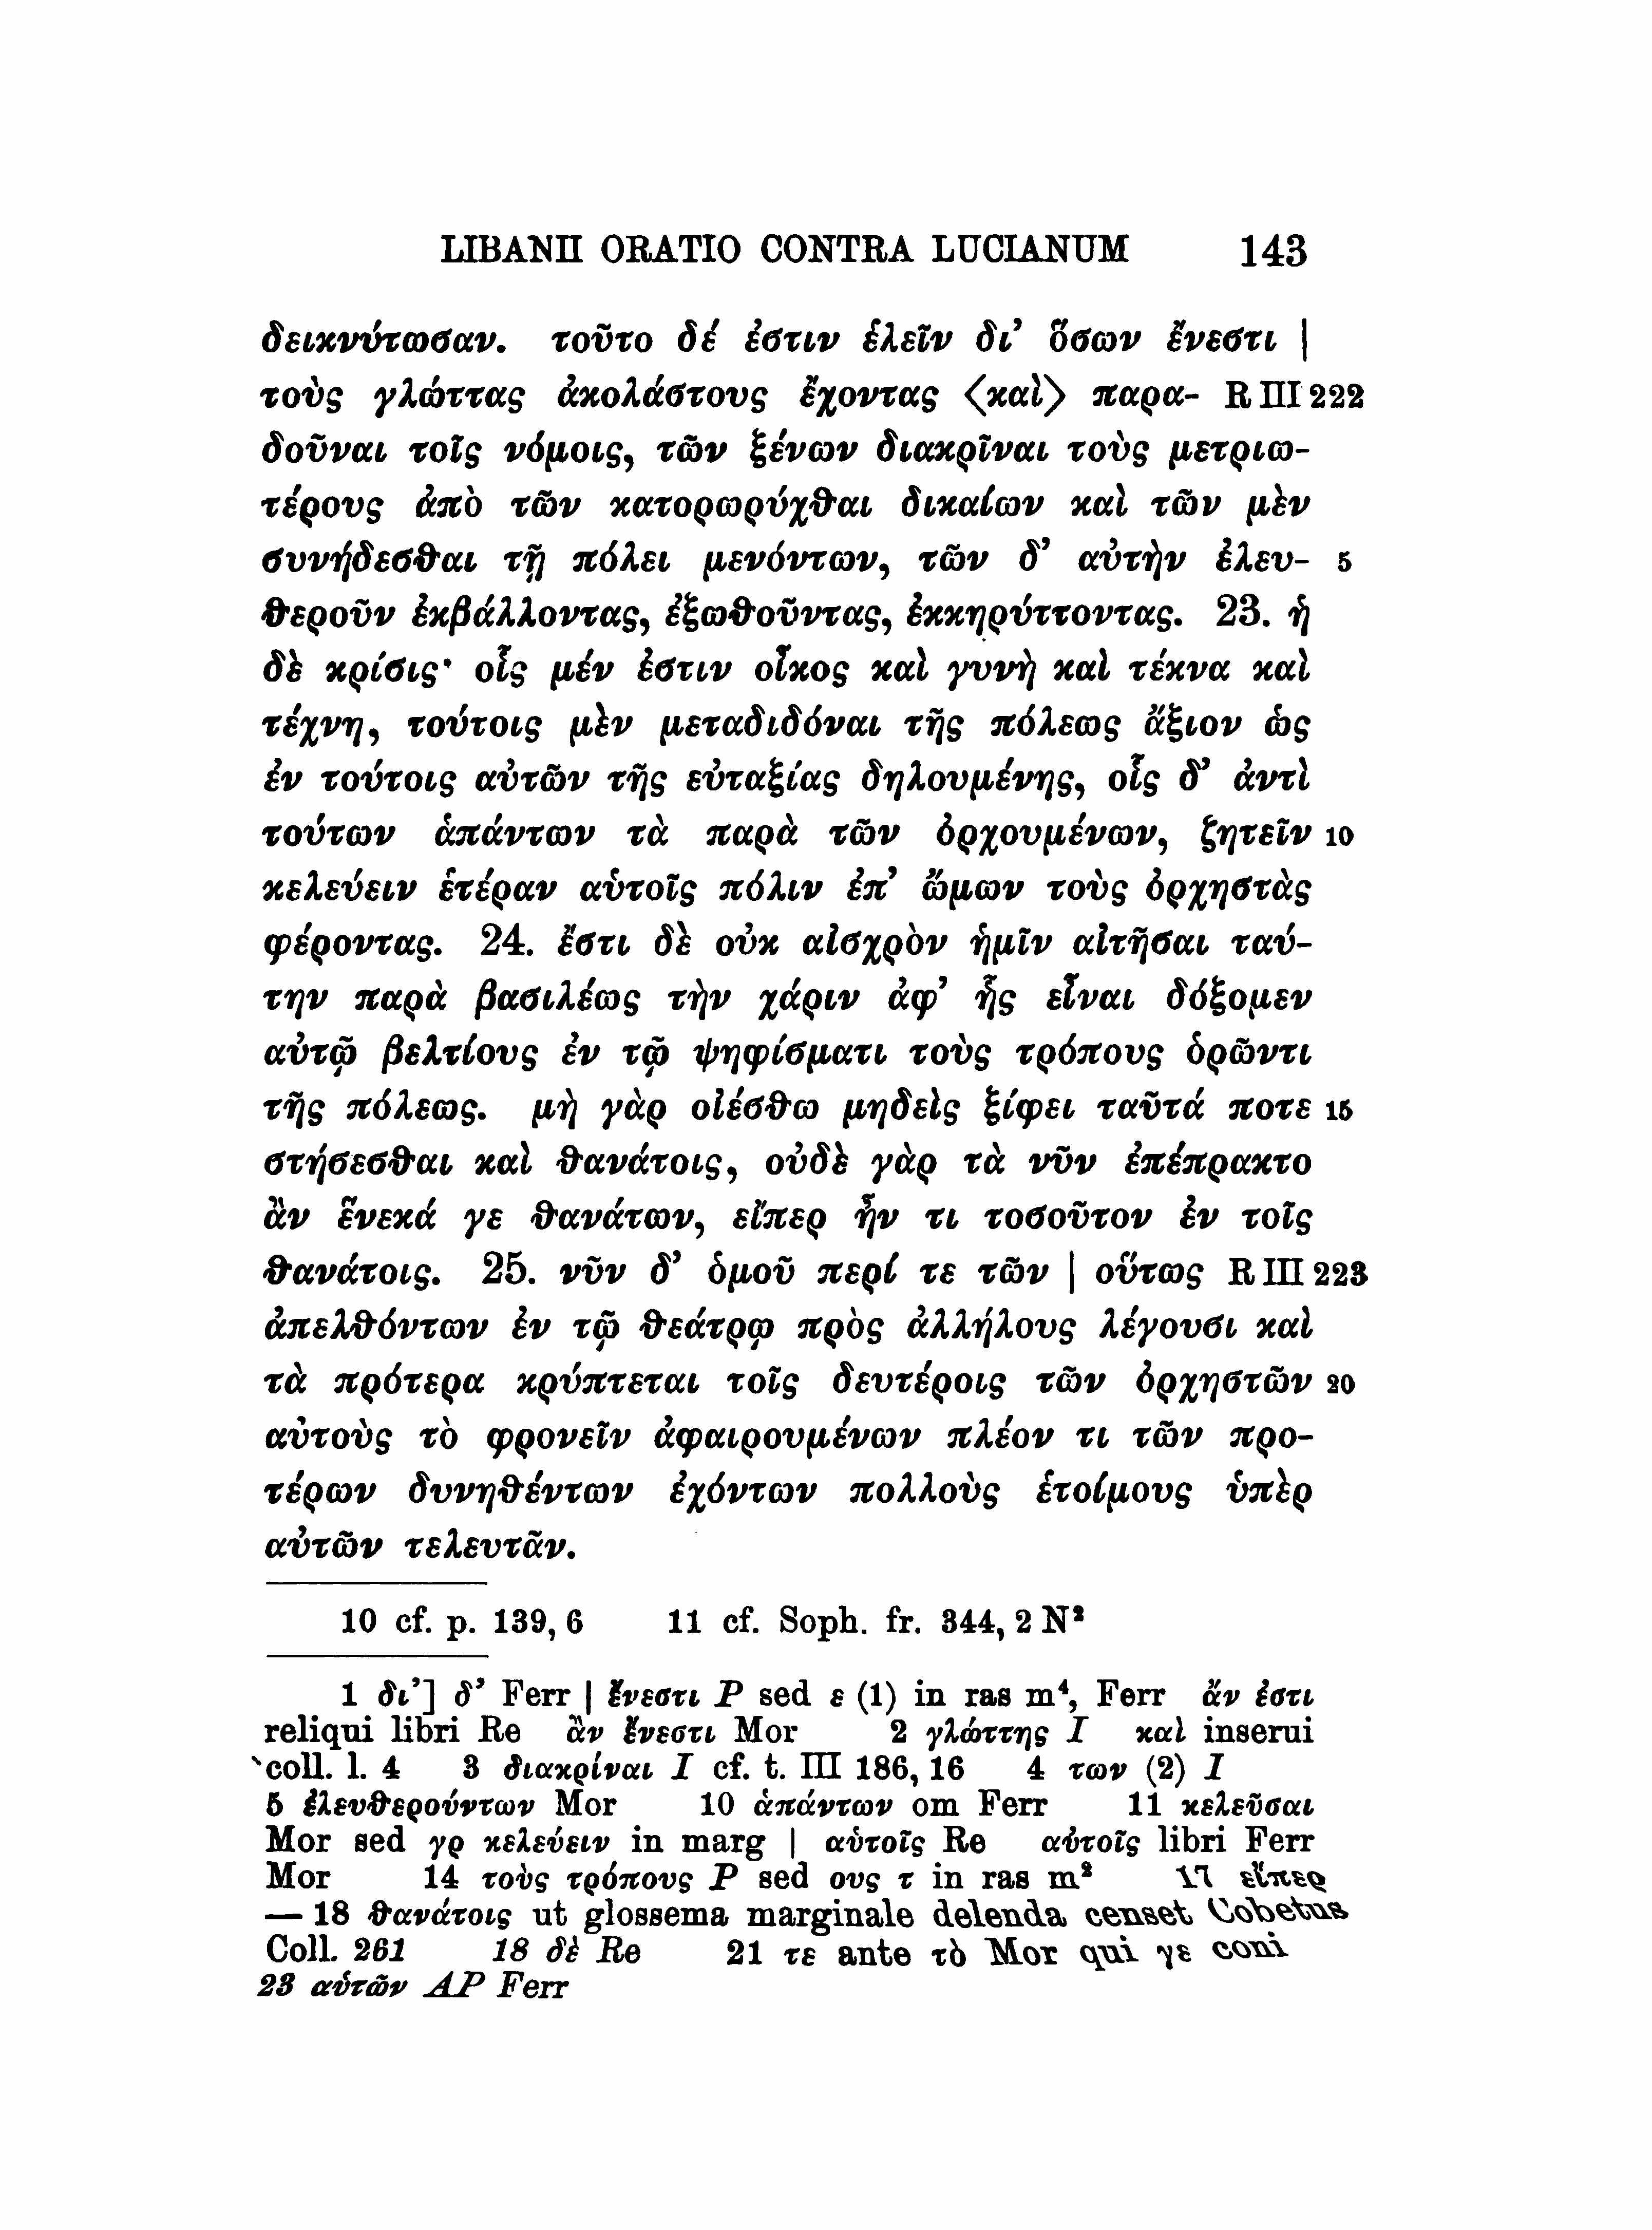 LIBANII ORATIO CONTRA LUCIANUM 143
δεικνύτωσαν. τοῦτο δέ ἐστιν ἑλεῖν δι’ ὅσων ἔνεστι |
τοὺς γλώττας ἀκολάστους ἔχοντας ⟨καὶ⟩ παρα- R III 222
δοῦναι τοῖς νόμοις, τῶν ξένων διακρῖναι τοὺς μετριω-
τέρους ἀπὸ τῶν κατορωρύχθαι δικαίων καὶ τῶν μὲν
συνήδεσθαι τῇ πόλει μενόντων, τῶν δ’ αὐτὴν ἐλευ- 5
θεροῦν ἐκβάλλοντας, ἐξωθοῦντας, ἐκκηρύττοντας. 23. ἡ
δὲ κρίσις· οἷς μέν ἐστιν οἶκος καὶ γυνὴ καὶ τέκνα καὶ
τέχνη, τούτοις μὲν μεταδιδόναι τῆς πόλεως ἄξιον ὡς
ἐν τούτοις αὐτῶν τῆς εὐταξίας δηλουμένης, οἷς δ’ ἀντὶ
τούτων ἁπάντων τὰ παρὰ τῶν ὀρχουμένων, ζητεῖν 10
κελεύειν ἑτέραν αὑτοῖς πόλιν ἐπ’ ὤμων τοὺς ὀρχηστὰς
φέροντας. 24. ἔστι δὲ οὐκ αἰσχρὸν ἡμῖν αἰτῆσαι ταύ-
την παρὰ βασιλέως τὴν χάριν ἀφ’ ἧς εἶναι δόξομεν
αὐτῷ βελτίους ἐν τῷ ψηφίσματι τοὺς τρόπους ὁρῶντι
τῆς πόλεως. μὴ γὰρ οἰέσθω μηδεὶς ξίφει ταῦτά ποτε 15
στήσεσθαι καὶ θανάτοις, οὐδὲ γὰρ τὰ νῦν ἐπέπρακτο
ἂν ἕνεκά γε θανάτων, εἴπερ ἦν τι τοσοῦτον ἐν τοῖς
θανάτοις. 25. νῦν δ’ ὁμοῦ περί τε τῶν | οὕτως R III 223
ἀπελθόντων ἐν τῷ θεάτρῳ πρὸς ἀλλήλους λέγουσι καὶ
τὰ πρότερα κρύπτεται τοῖς δευτέροις τῶν ὀρχηστῶν 20
αὐτοὺς τὸ φρονεῖν ἀφαιρουμένων πλέον τι τῶν προ-
τέρων δυνηθέντων ἐχόντων πολλοὺς ἑτοίμους ὑπὲρ
αὐτῶν τελευτᾶν.
10 cf. p. 139, 6 11 cf. Soph. fr. 344, 2 N²
1 δι’] δ’ Ferr | ἔνεστι P sed ε (1) in ras m⁴, Ferr ἄν ἐστι
reliqui libri Re ἂν ἔνεστι Mor 2 γλώττης I καὶ inserui
coll. l. 4 3 διακρίναι I cf. t. III 186, 16 4 των (2) I
5 ἐλευθερούντων Mor 10 ἁπάντων om Ferr 11 κελεῦσαι
Mor sed γρ κελεύειν in marg | αὑτοῖς Re αὐτοῖς libri Ferr
Mor 14 τοὺς τρόπους P sed ους τ in ras m² 17 εἴπερ
— 18 θανάτοις ut glossema marginale delenda censet Cobetus
Coll. 261 18 δὲ Re 21 τε ante τὸ Mor qui γε coni
23 αὑτῶν AP Ferr